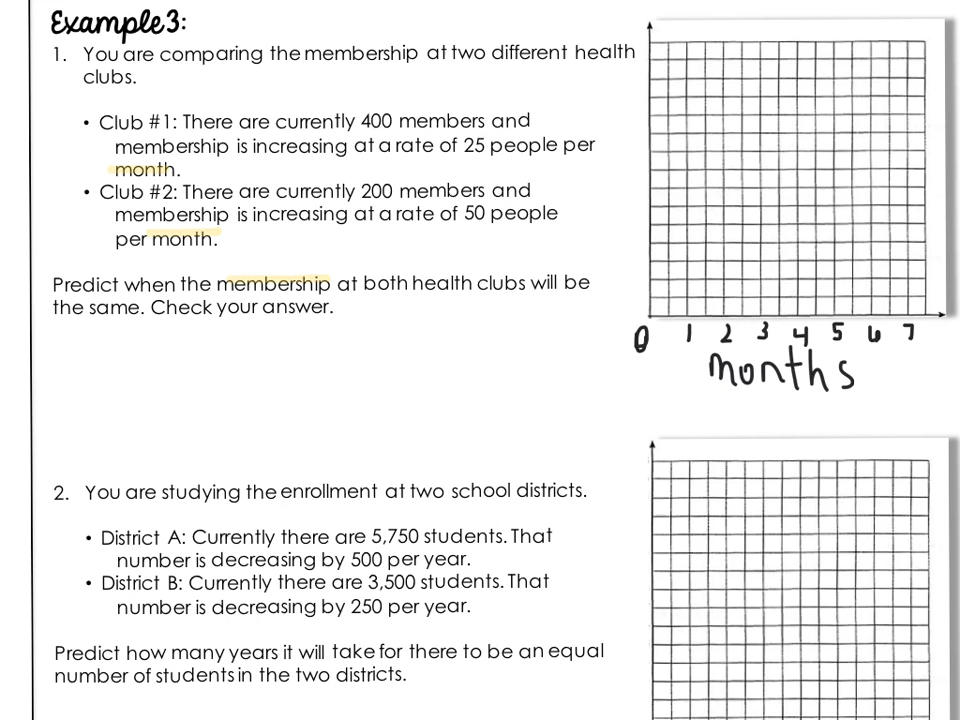 Example 3:
1. You are comparing the membership at two different health
clubs.
• Club #1: There are currently 400 members and
membership is increasing at a rate of 25 people per
month.
• Club #2: There are currently 200 members and
membership is increasing at a rate of 50 people
per month.
Predict when the membership at both health clubs will be
the same. Check your answer.
0 1 2 3 4 5 6 7
months
2. You are studying the enrollment at two school districts.
• District A: Currently there are 5,750 students. That
number is decreasing by 500 per year.
• District B: Currently there are 3,500 students. That
number is decreasing by 250 per year.
Predict how many years it will take for there to be an equal
number of students in the two districts.